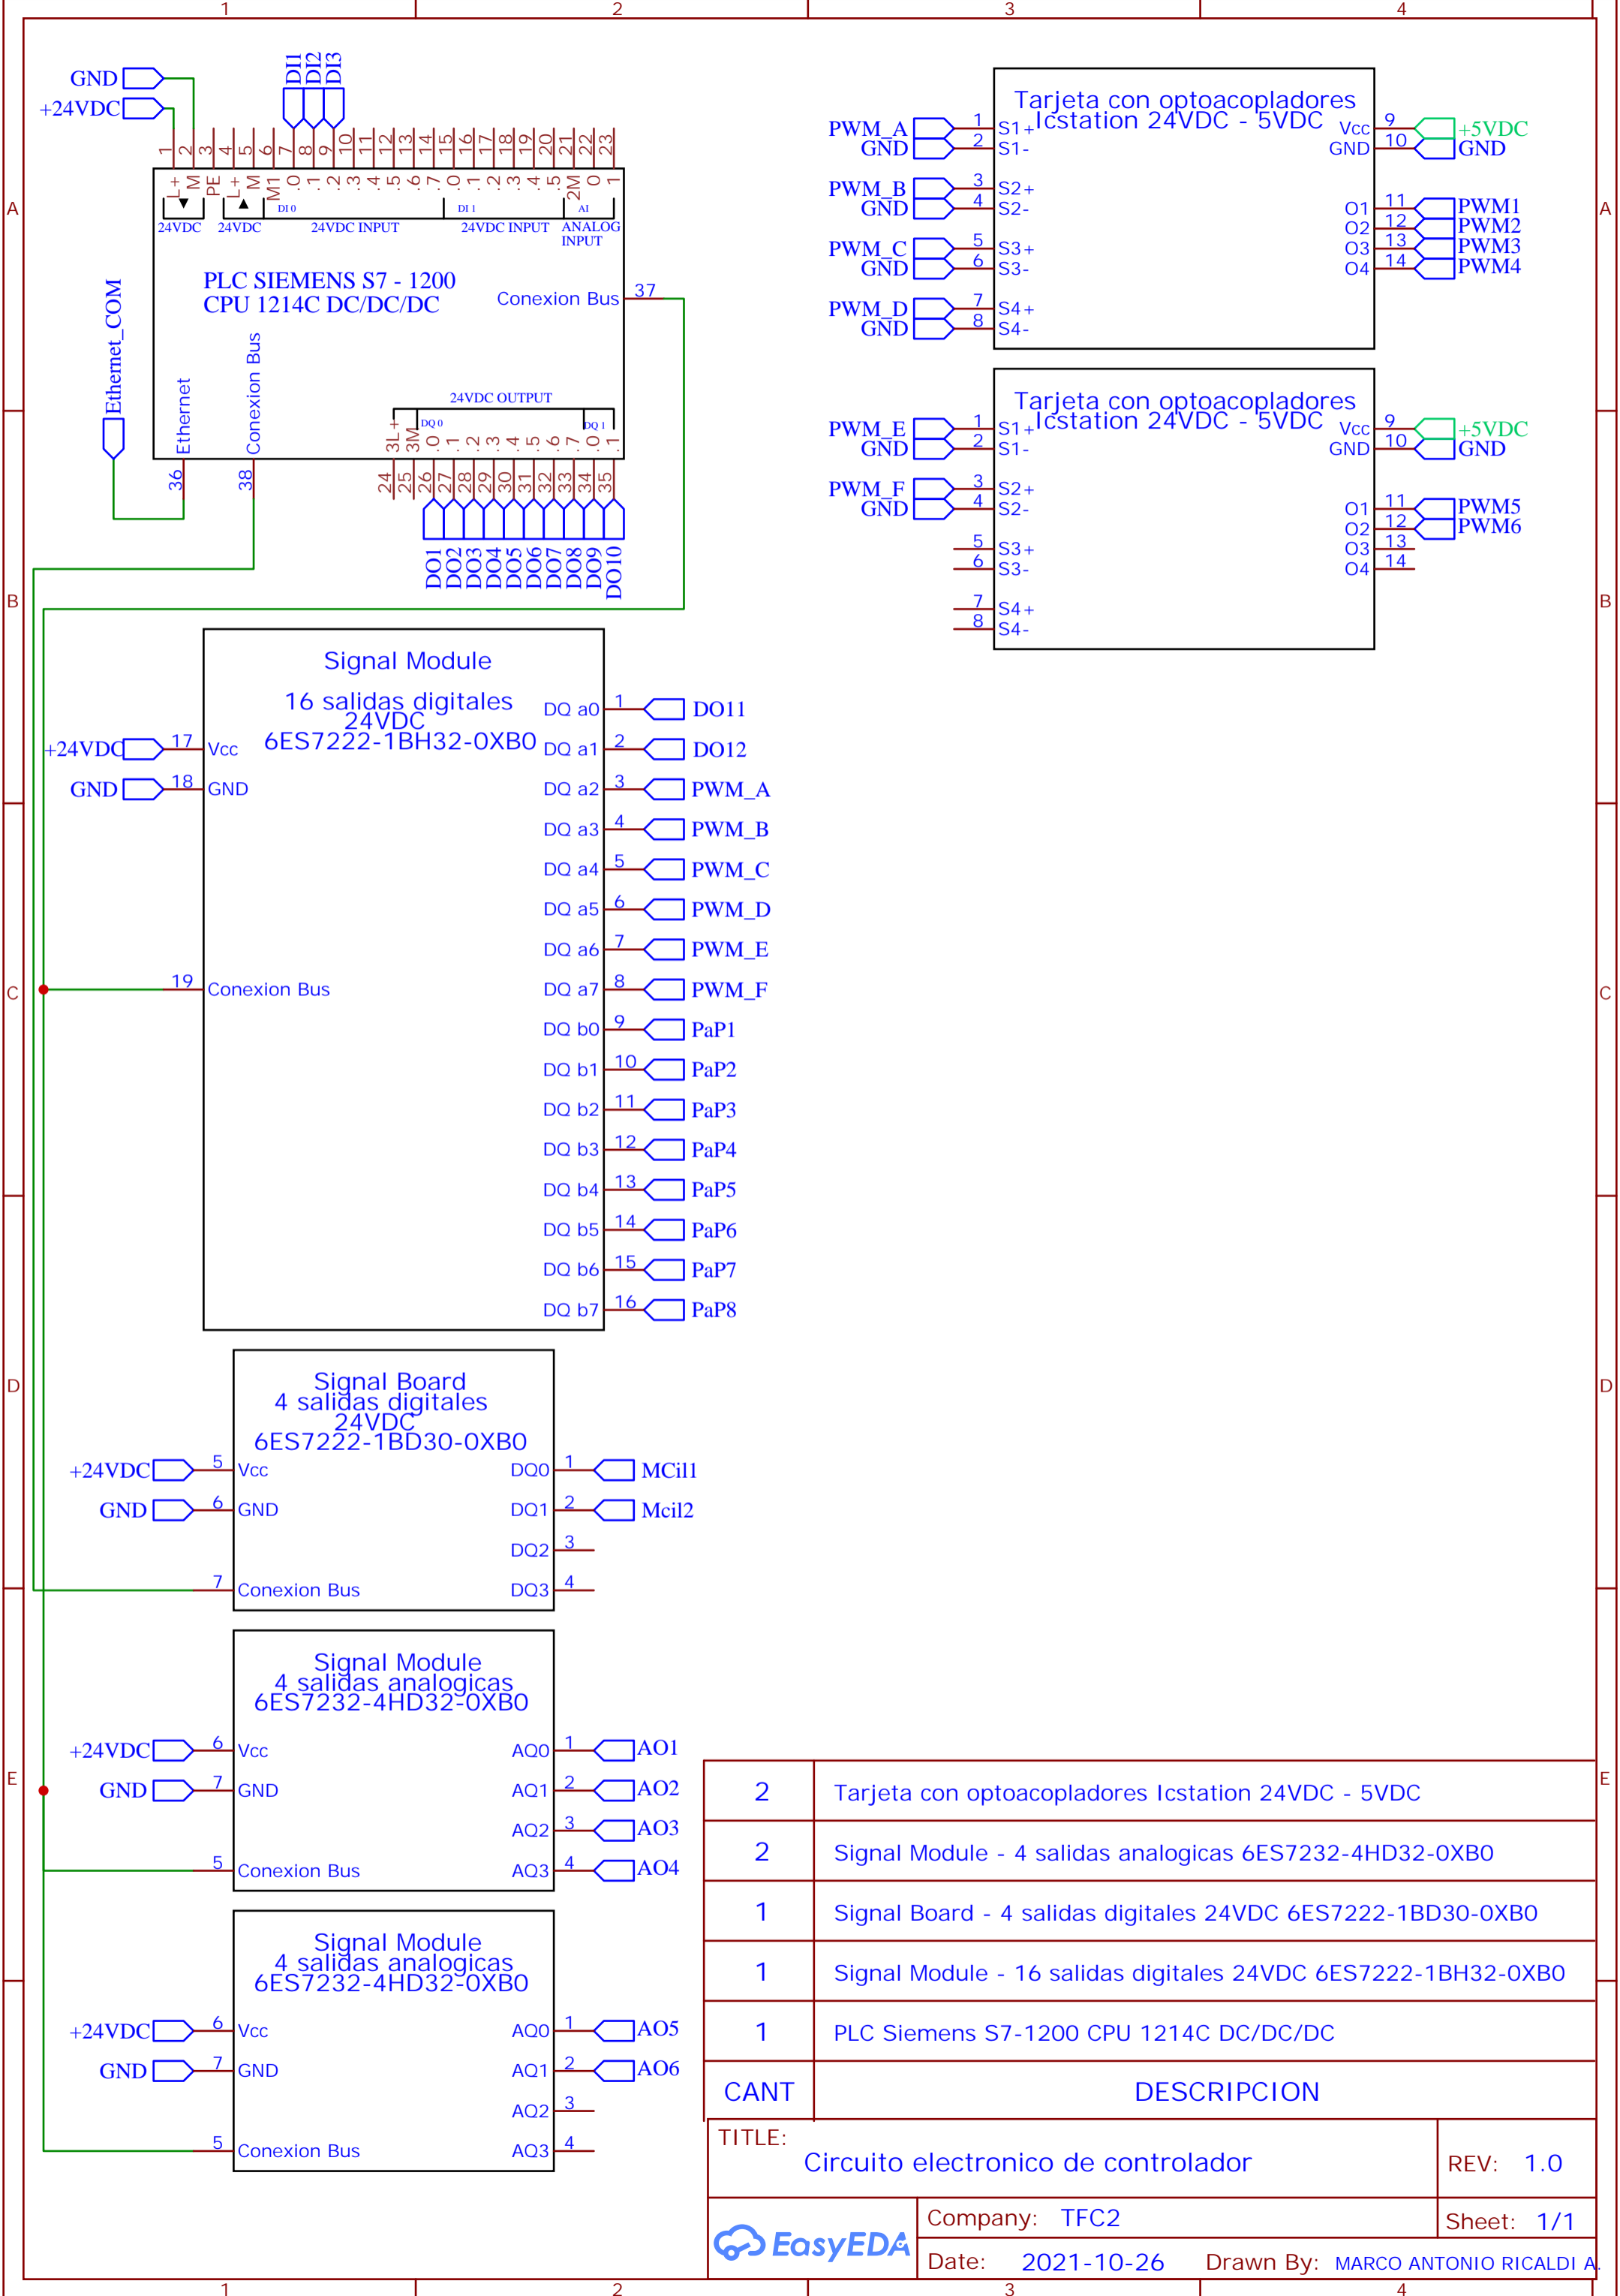 1 2 3 4
A
B
C
D
E
A
B
C
D
E
1 2 3 4
GND
+24VDC
DI1
DI2
DI3
1 2 3 4 5 6 7 8 9 10 11 12 13 14 15 16 17 18 19 20 21 22 23
L+ M PE L+ M M1 .0 .1 .2 .3 .4 .5 .6 .7 .0 .1 .2 .3 .4 .5 2M 0 1
DI 0 DI 1 AI
24VDC 24VDC 24VDC INPUT 24VDC INPUT ANALOG
INPUT
PLC SIEMENS S7 - 1200
CPU 1214C DC/DC/DC
Conexion Bus 37
Ethernet_COM
Ethernet
36
Conexion Bus
38
24VDC OUTPUT
DQ 0 DQ 1
3L+ 3M .0 .1 .2 .3 .4 .5 .6 .7 .0 .1
24 25 26 27 28 29 30 31 32 33 34 35
DO1 DO2 DO3 DO4 DO5 DO6 DO7 DO8 DO9 DO10
Tarjeta con optoacopladores
Icstation 24VDC - 5VDC
PWM_A 1 S1+
GND 2 S1-
PWM_B 3 S2+
GND 4 S2-
PWM_C 5 S3+
GND 6 S3-
PWM_D 7 S4+
GND 8 S4-
Vcc 9 +5VDC
GND 10 GND
O1 11 PWM1
O2 12 PWM2
O3 13 PWM3
O4 14 PWM4
Tarjeta con optoacopladores
Icstation 24VDC - 5VDC
PWM_E 1 S1+
GND 2 S1-
PWM_F 3 S2+
GND 4 S2-
5 S3+
6 S3-
7 S4+
8 S4-
Vcc 9 +5VDC
GND 10 GND
O1 11 PWM5
O2 12 PWM6
O3 13
O4 14
Signal Module
16 salidas digitales
24VDC
6ES7222-1BH32-0XB0
+24VDC 17 Vcc
GND 18 GND
19 Conexion Bus
DQ a0 1 DO11
DQ a1 2 DO12
DQ a2 3 PWM_A
DQ a3 4 PWM_B
DQ a4 5 PWM_C
DQ a5 6 PWM_D
DQ a6 7 PWM_E
DQ a7 8 PWM_F
DQ b0 9 PaP1
DQ b1 10 PaP2
DQ b2 11 PaP3
DQ b3 12 PaP4
DQ b4 13 PaP5
DQ b5 14 PaP6
DQ b6 15 PaP7
DQ b7 16 PaP8
Signal Board
4 salidas digitales
24VDC
6ES7222-1BD30-0XB0
+24VDC 5 Vcc
GND 6 GND
7 Conexion Bus
DQ0 1 MCil1
DQ1 2 Mcil2
DQ2 3
DQ3 4
Signal Module
4 salidas analogicas
6ES7232-4HD32-0XB0
+24VDC 6 Vcc
GND 7 GND
5 Conexion Bus
AQ0 1 AO1
AQ1 2 AO2
AQ2 3 AO3
AQ3 4 AO4
Signal Module
4 salidas analogicas
6ES7232-4HD32-0XB0
+24VDC 6 Vcc
GND 7 GND
5 Conexion Bus
AQ0 1 AO5
AQ1 2 AO6
AQ2 3
AQ3 4
2 Tarjeta con optoacopladores Icstation 24VDC - 5VDC
2 Signal Module - 4 salidas analogicas 6ES7232-4HD32-0XB0
1 Signal Board - 4 salidas digitales 24VDC 6ES7222-1BD30-0XB0
1 Signal Module - 16 salidas digitales 24VDC 6ES7222-1BH32-0XB0
1 PLC Siemens S7-1200 CPU 1214C DC/DC/DC
CANT DESCRIPCION
TITLE:
Circuito electronico de controlador
REV: 1.0
EasyEDA
Company: TFC2
Sheet: 1/1
Date: 2021-10-26 Drawn By: MARCO ANTONIO RICALDI A.